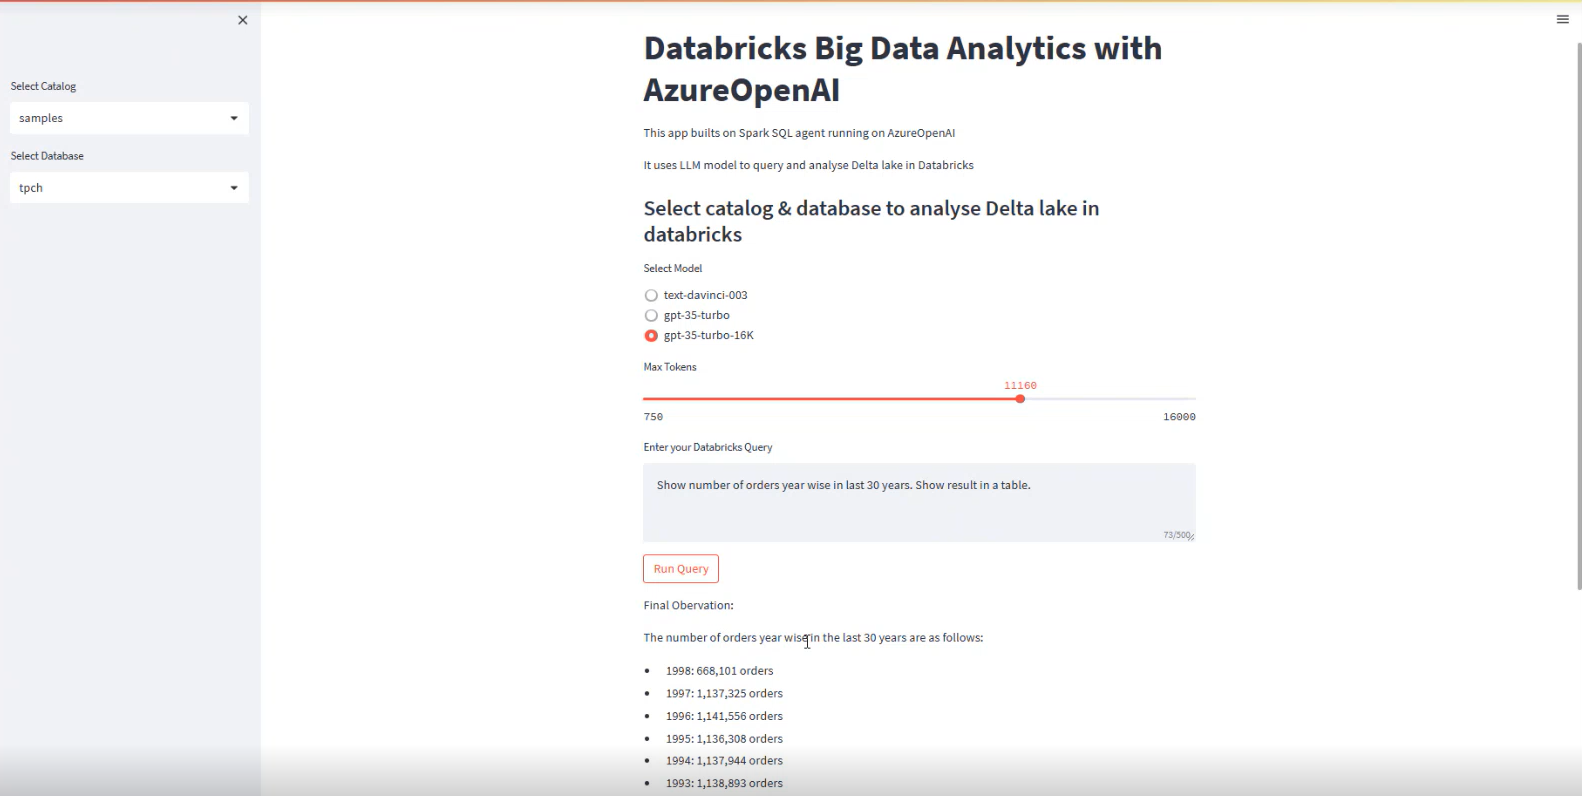 Select Catalog
samples
Select Database
tpch
Databricks Big Data Analytics with
AzureOpenAI
This app builts on Spark SQL agent running on AzureOpenAI
It uses LLM model to query and analyse Delta lake in Databricks
Select catalog & database to analyse Delta lake in
databricks
Select Model
text-davinci-003
gpt-35-turbo
gpt-35-turbo-16K
Max Tokens
11160
750
16000
Enter your Databricks Query
Show number of orders year wise in last 30 years. Show result in a table.
73/500
Run Query
Final Obervation:
The number of orders year wise in the last 30 years are as follows:
• 1998: 668,101 orders
• 1997: 1,137,325 orders
• 1996: 1,141,556 orders
• 1995: 1,136,308 orders
• 1994: 1,137,944 orders
• 1993: 1,138,893 orders